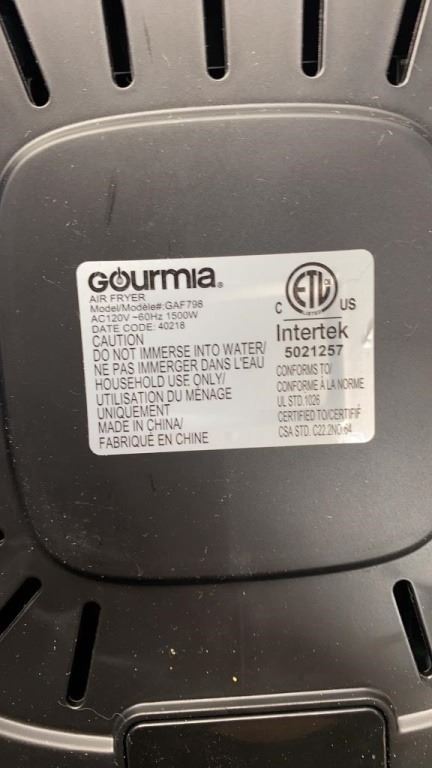 GOurmia®
AIR FRYER
Model/Modèle#:GAF798
AC120V ~60Hz 1500W
DATE CODE: 40218
CAUTION
DO NOT IMMERSE INTO WATER/
NE PAS IMMERGER DANS L'EAU
HOUSEHOLD USE ONLY/
UTILISATION DU MÉNAGE
UNIQUEMENT
MADE IN CHINA/
FABRIQUÉ EN CHINE
C ETL US
LISTED
Intertek
5021257
CONFORMS TO/
CONFORME À LA NORME
UL STD.1026
CERTIFIED TO/CERTIFIÉ
CSA STD. C22.2NO.64